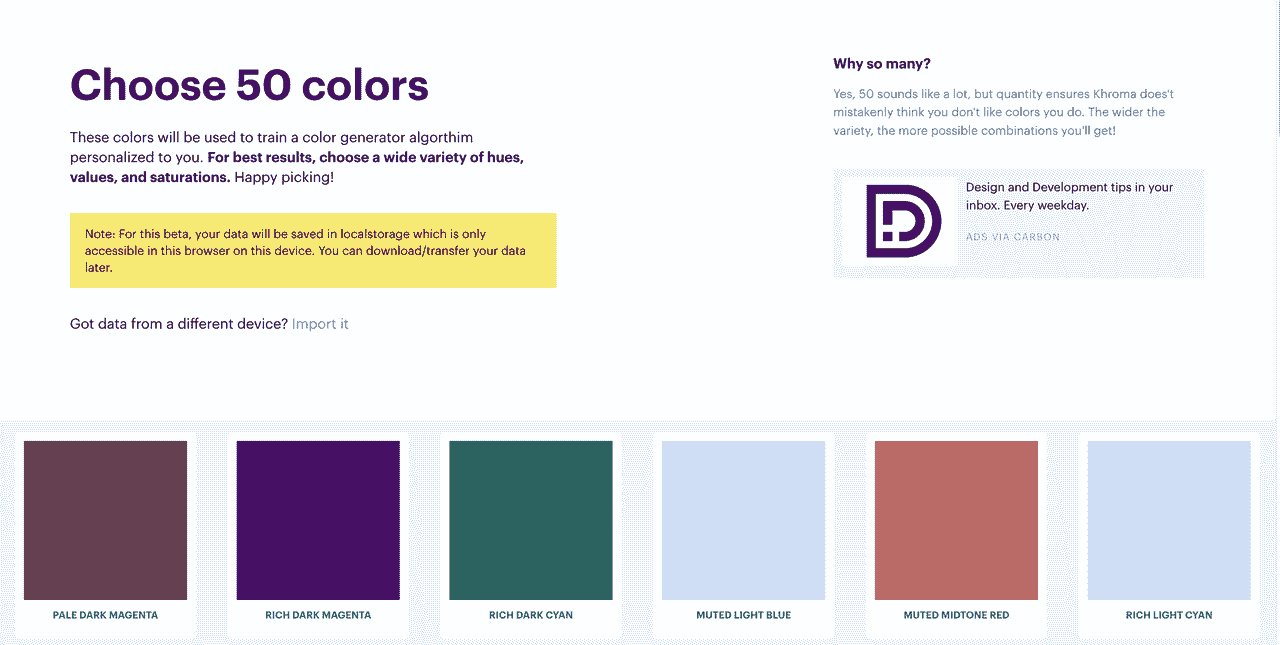 Choose 50 colors
These colors will be used to train a color generator algorthim
personalized to you. For best results, choose a wide variety of hues,
values, and saturations. Happy picking!
Note: For this beta, your data will be saved in localstorage which is only
accessible in this browser on this device. You can download/transfer your data
later.
Got data from a different device? Import it
Why so many?
Yes, 50 sounds like a lot, but quantity ensures Khroma does't
mistakenly think you don't like colors you do. The wider the
variety, the more possible combinations you'll get!
Design and Development tips in your
inbox. Every weekday.
ADS VIA CARBON
PALE DARK MAGENTA
RICH DARK MAGENTA
RICH DARK CYAN
MUTED LIGHT BLUE
MUTED MIDTONE RED
RICH LIGHT CYAN